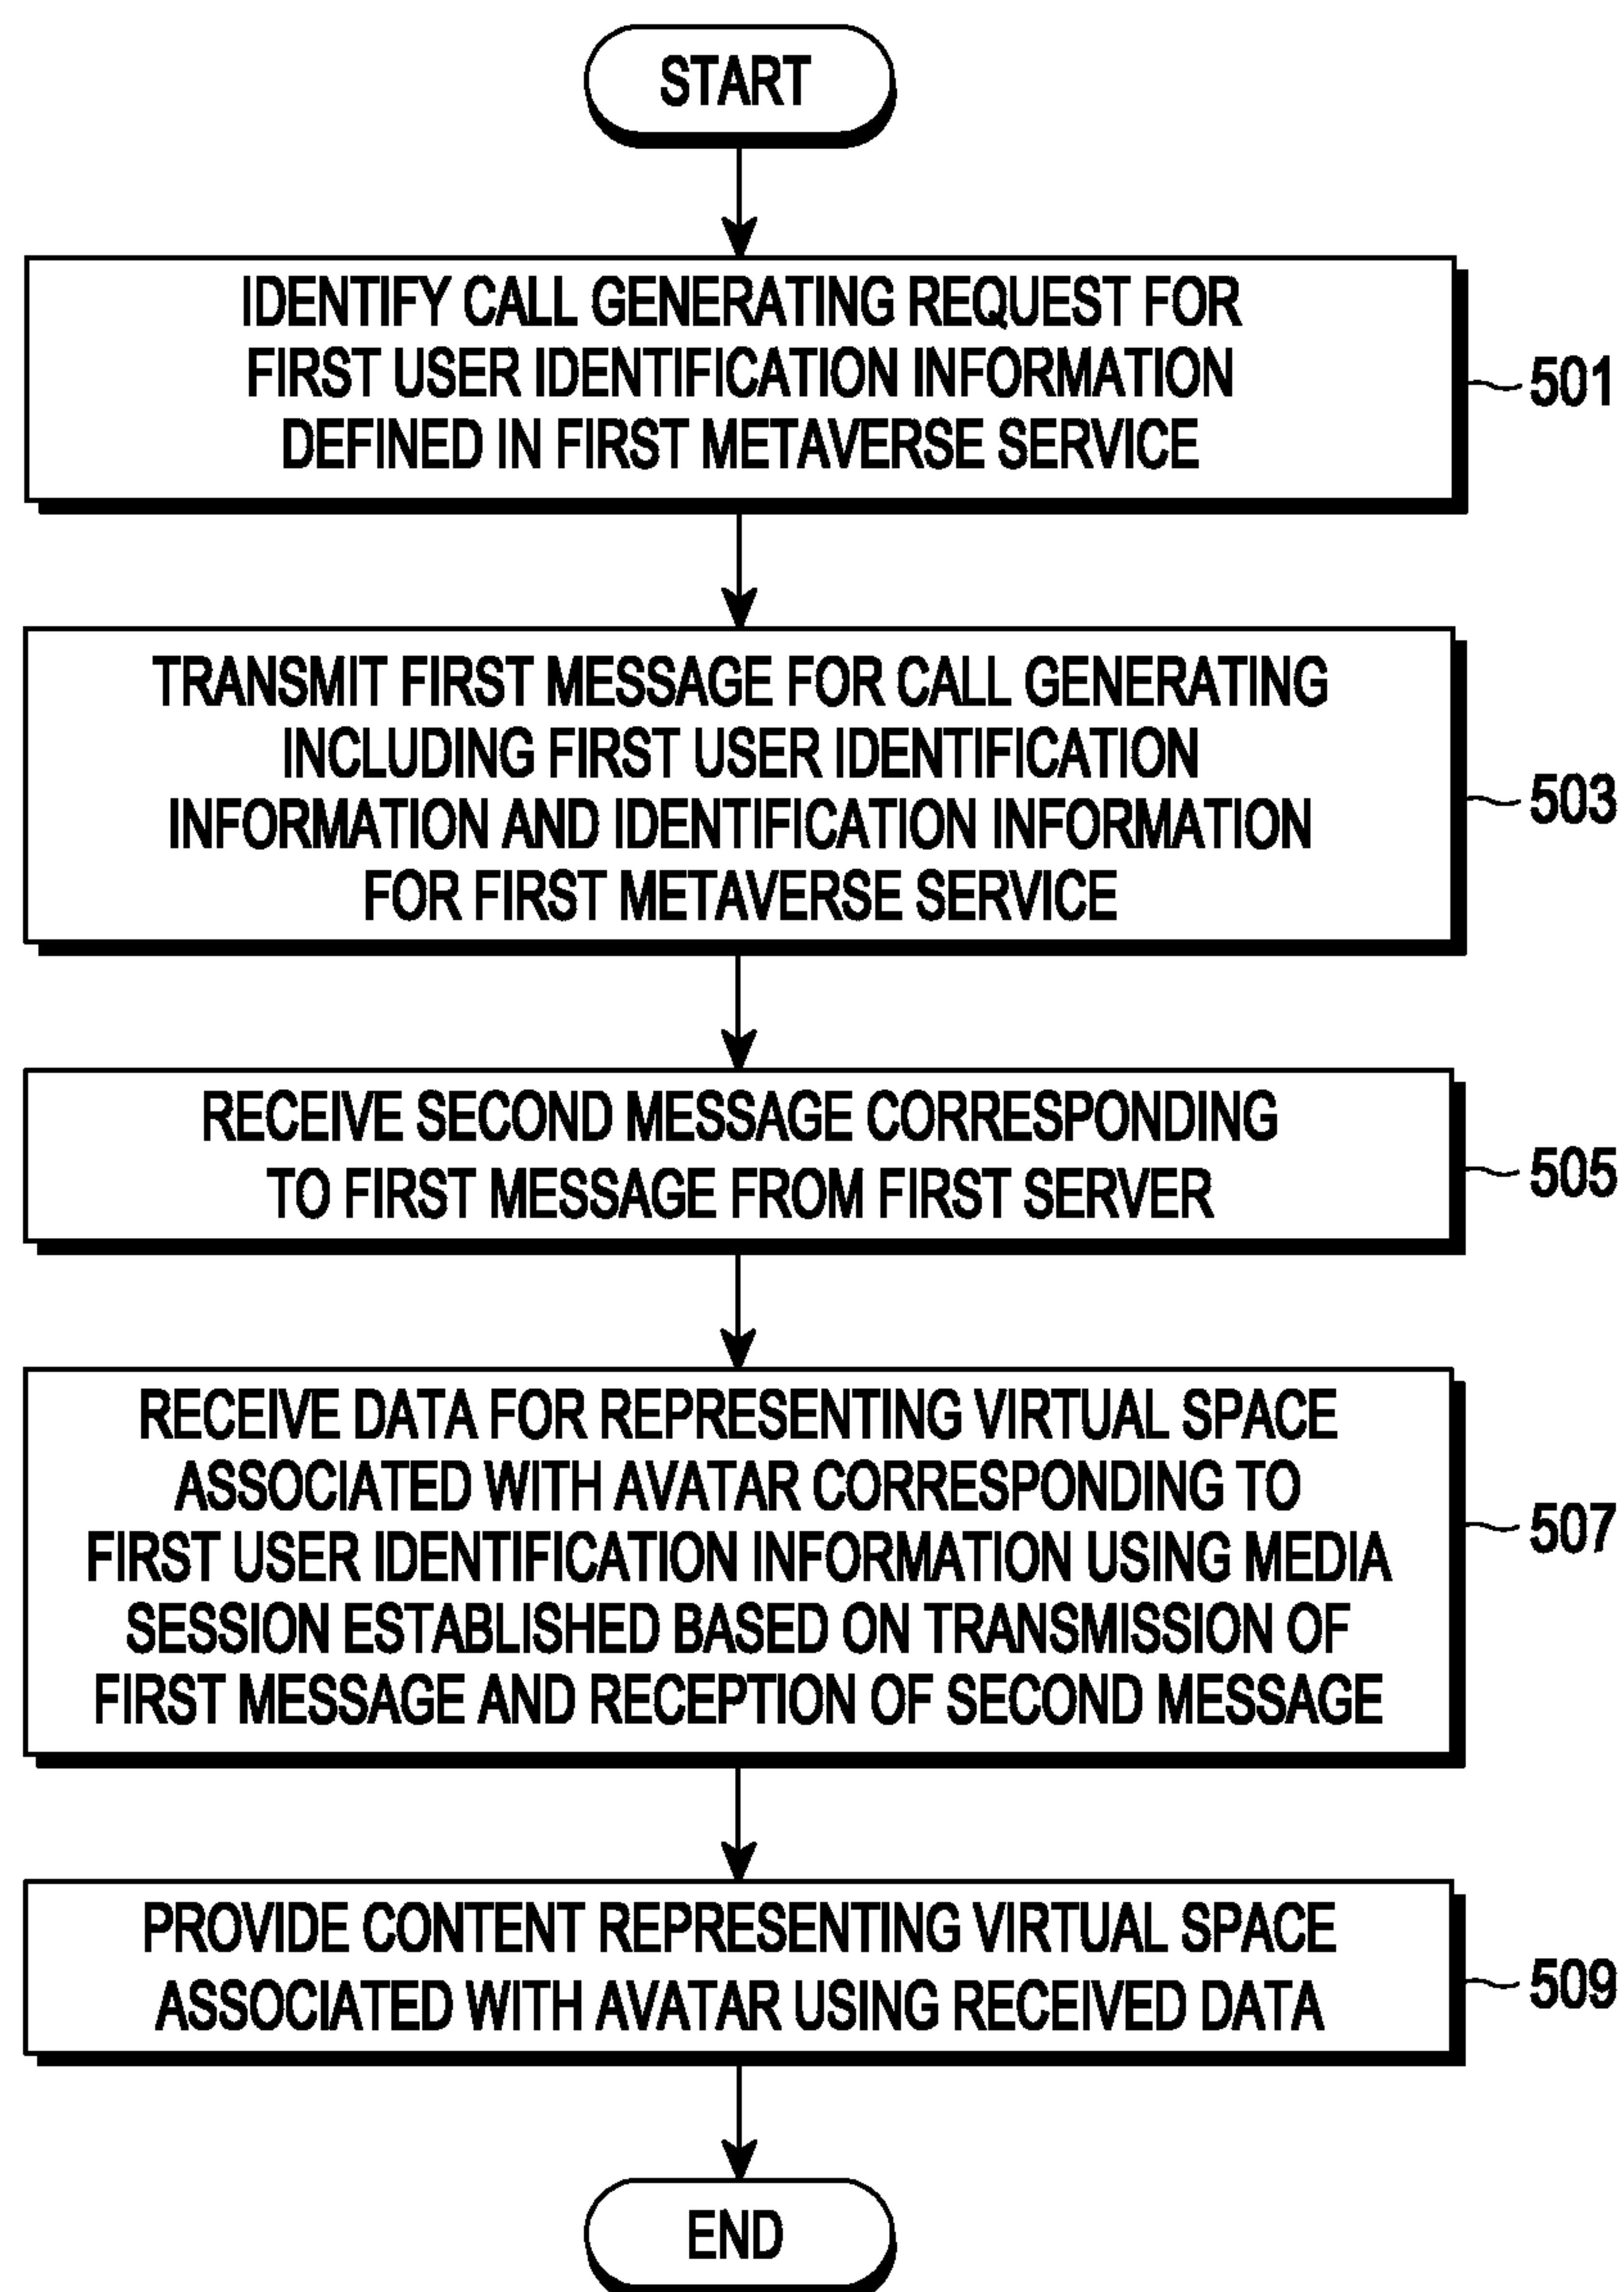 START
IDENTIFY CALL GENERATING REQUEST FOR
FIRST USER IDENTIFICATION INFORMATION
DEFINED IN FIRST METAVERSE SERVICE
501
TRANSMIT FIRST MESSAGE FOR CALL GENERATING
INCLUDING FIRST USER IDENTIFICATION
INFORMATION AND IDENTIFICATION INFORMATION
FOR FIRST METAVERSE SERVICE
503
RECEIVE SECOND MESSAGE CORRESPONDING
TO FIRST MESSAGE FROM FIRST SERVER
505
RECEIVE DATA FOR REPRESENTING VIRTUAL SPACE
ASSOCIATED WITH AVATAR CORRESPONDING TO
FIRST USER IDENTIFICATION INFORMATION USING MEDIA
SESSION ESTABLISHED BASED ON TRANSMISSION OF
FIRST MESSAGE AND RECEPTION OF SECOND MESSAGE
507
PROVIDE CONTENT REPRESENTING VIRTUAL SPACE
ASSOCIATED WITH AVATAR USING RECEIVED DATA
509
END